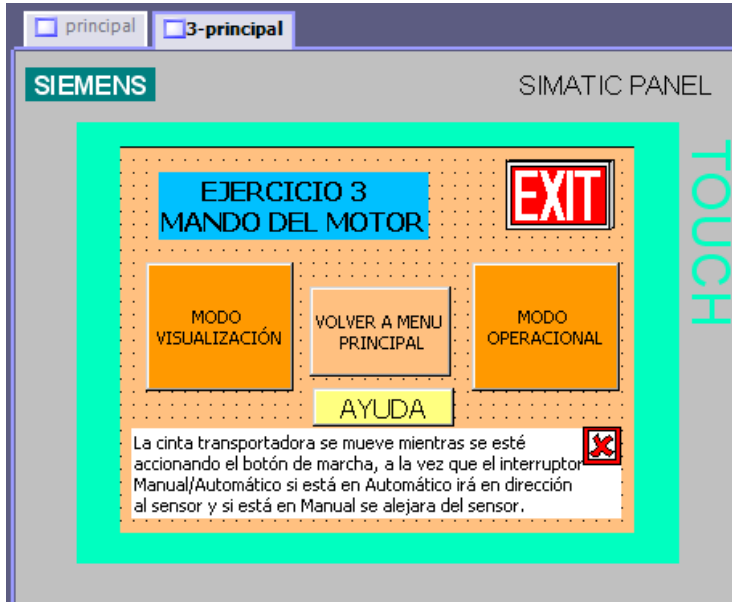 principal
3-principal
SIEMENS
SIMATIC PANEL
TOUCH
EJERCICIO 3
MANDO DEL MOTOR
EXIT
MODO
VISUALIZACIÓN
VOLVER A MENU
PRINCIPAL
MODO
OPERACIONAL
AYUDA
La cinta transportadora se mueve mientras se esté
accionando el botón de marcha, a la vez que el interruptor
Manual/Automático si está en Automático irá en dirección
al sensor y si está en Manual se alejara del sensor.